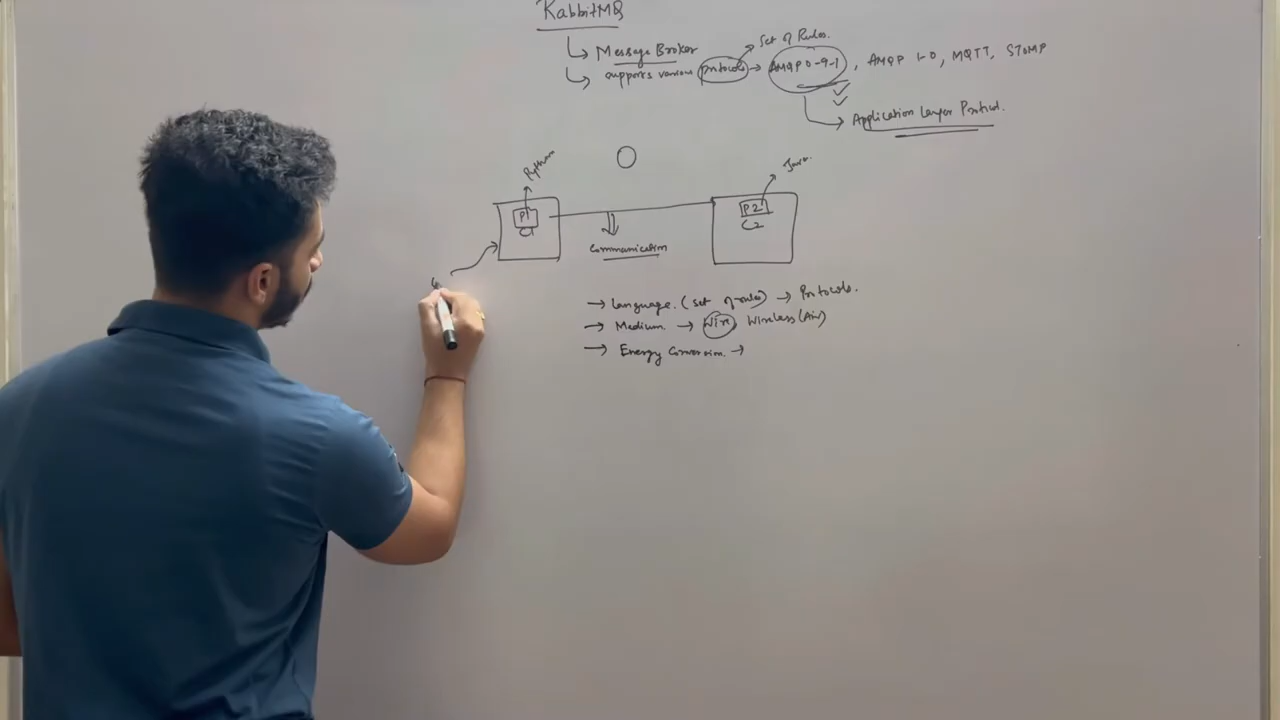 RabbitMQ
↳ Message Broker
↳ supports various protocols → AMQP 0-9-1, AMQP 1-0, MQTT, STOMP
Set of Rules.
Application Layer Protocol.
Python
Java.
P1
C1
P2
C2
Communication
→ Language. (set of rules) → Protocols.
→ Medium. → Wire, Wireless (Air)
→ Energy Conversion. →